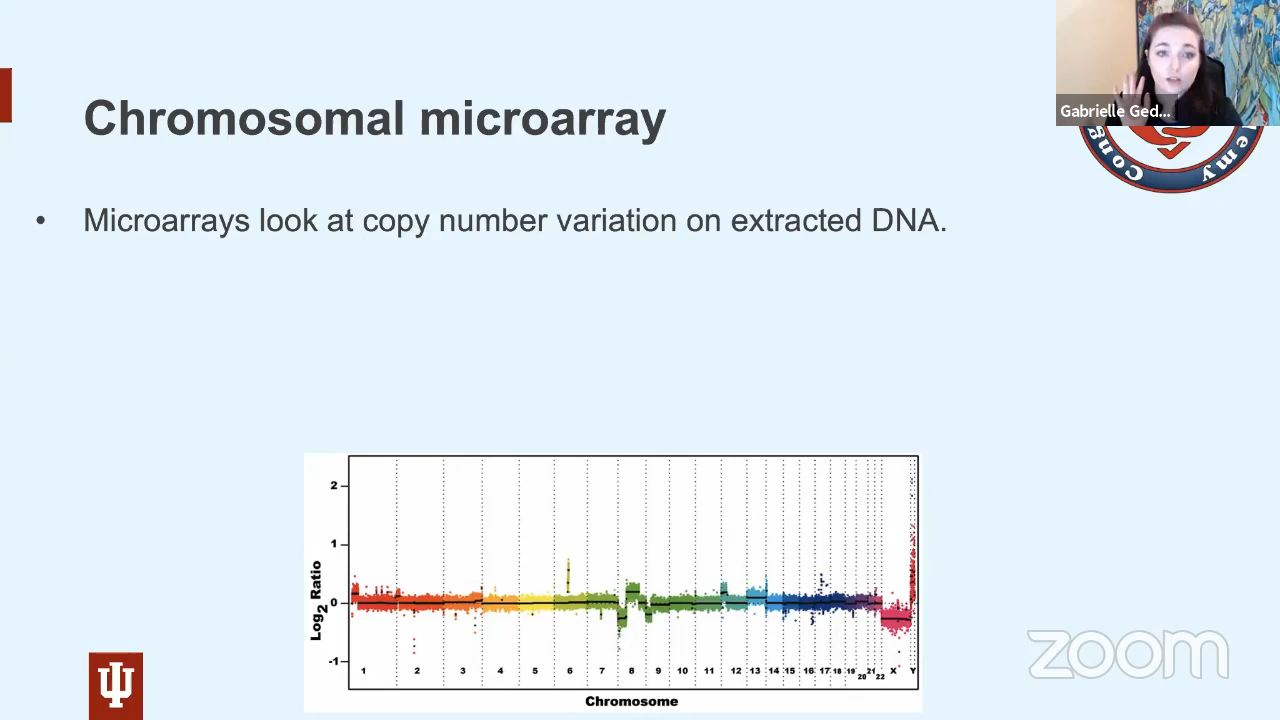 Chromosomal microarray
Gabrielle Ged...
Cong
lemy
• Microarrays look at copy number variation on extracted DNA.
2
1
0
-1
Log2 Ratio
1 2 3 4 5 6 7 8 9 10 11 12 13 14 15 16 17 18 19 20 21 22 X Y
Chromosome
zoom